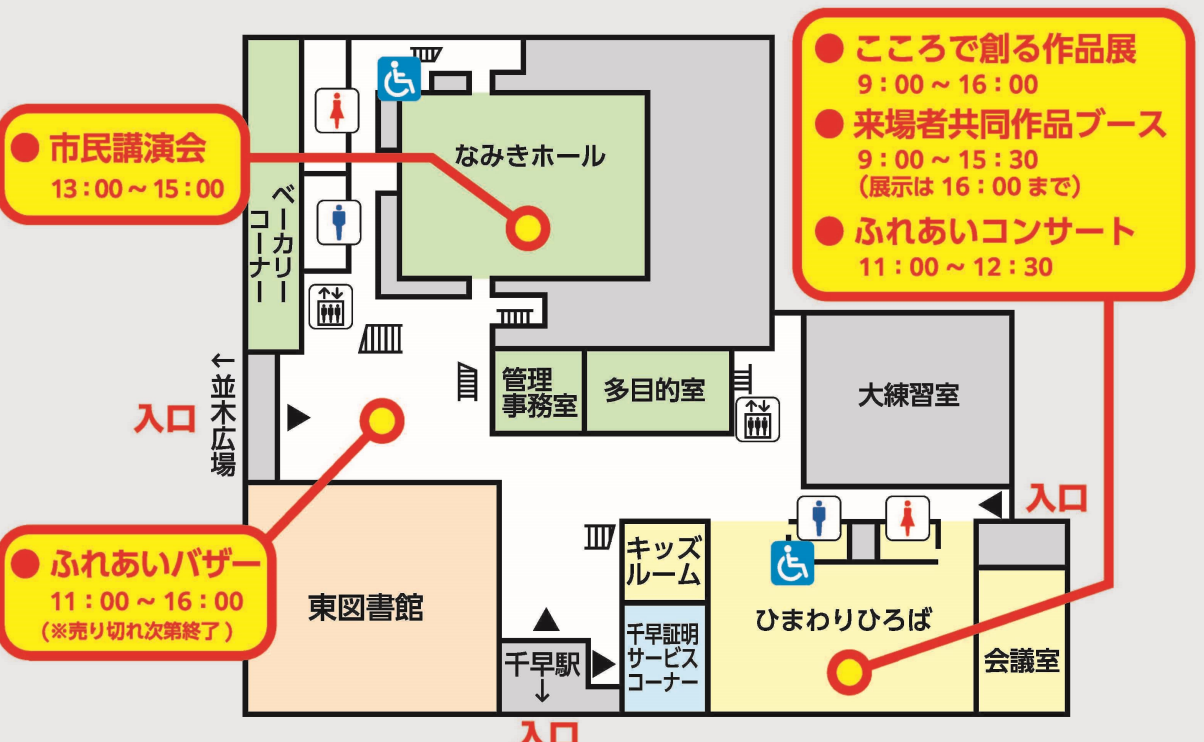 ● 市民講演会
13：00 ～ 15：00
● こころで創る作品展
9：00 ～ 16：00
● 来場者共同作品ブース
9：00 ～ 15：30
（展示は 16：00 まで）
● ふれあいコンサート
11：00 ～ 12：30
なみきホール
ベーカリー
コーナー
管理
事務室
多目的室
大練習室
入口
←並木広場
入口
● ふれあいバザー
11：00 ～ 16：00
（※売り切れ次第終了）
東図書館
キッズ
ルーム
千早証明
サービス
コーナー
ひまわりひろば
会議室
千早駅
↓
入口